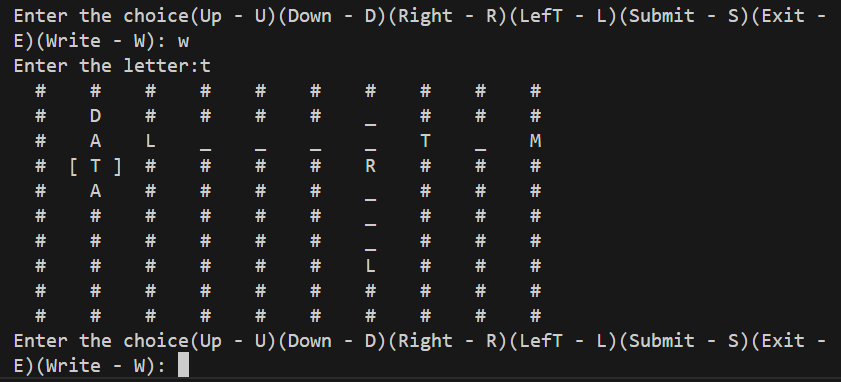 Enter the choice(Up - U)(Down - D)(Right - R)(LefT - L)(Submit - S)(Exit -
E)(Write - W): w
Enter the letter:t
# # # # # # # # # #
# D # # # # _ # # #
# A L _ _ _ _ T _ M
# [ T ] # # # # R # # #
# A # # # # _ # # #
# # # # # # _ # # #
# # # # # # _ # # #
# # # # # # L # # #
# # # # # # # # # #
# # # # # # # # # #
Enter the choice(Up - U)(Down - D)(Right - R)(LefT - L)(Submit - S)(Exit -
E)(Write - W):